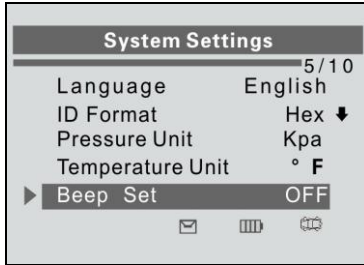 System Settings
5/10
Language English
ID Format Hex
Pressure Unit Kpa
Temperature Unit ° F
Beep Set OFF